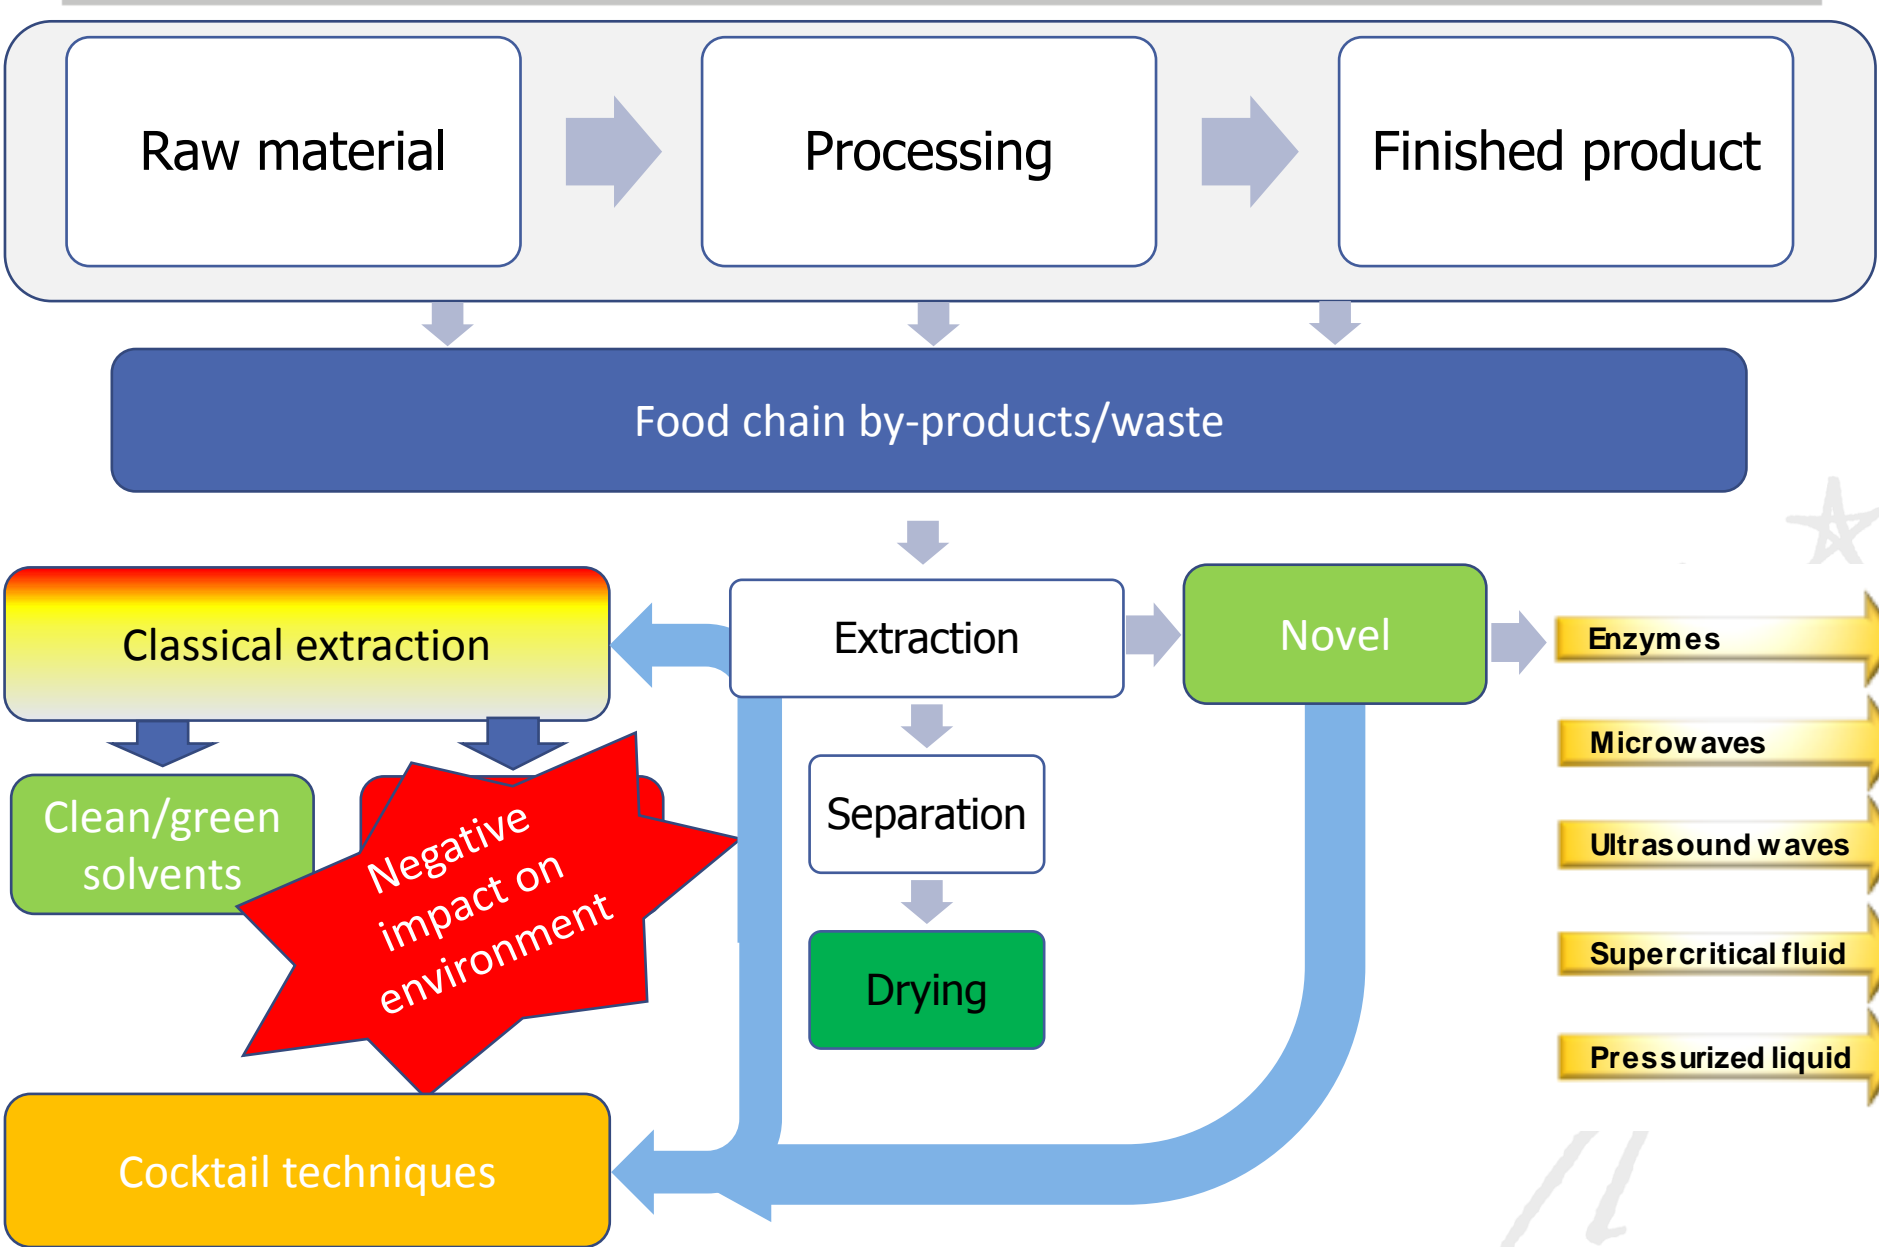 Raw material
Processing
Finished product
Food chain by-products/waste
Classical extraction
Extraction
Novel
Enzymes
Microwaves
Ultrasound waves
Supercritical fluid
Pressurized liquid
Clean/green
solvents
Negative
impact on
environment
Separation
Drying
Cocktail techniques